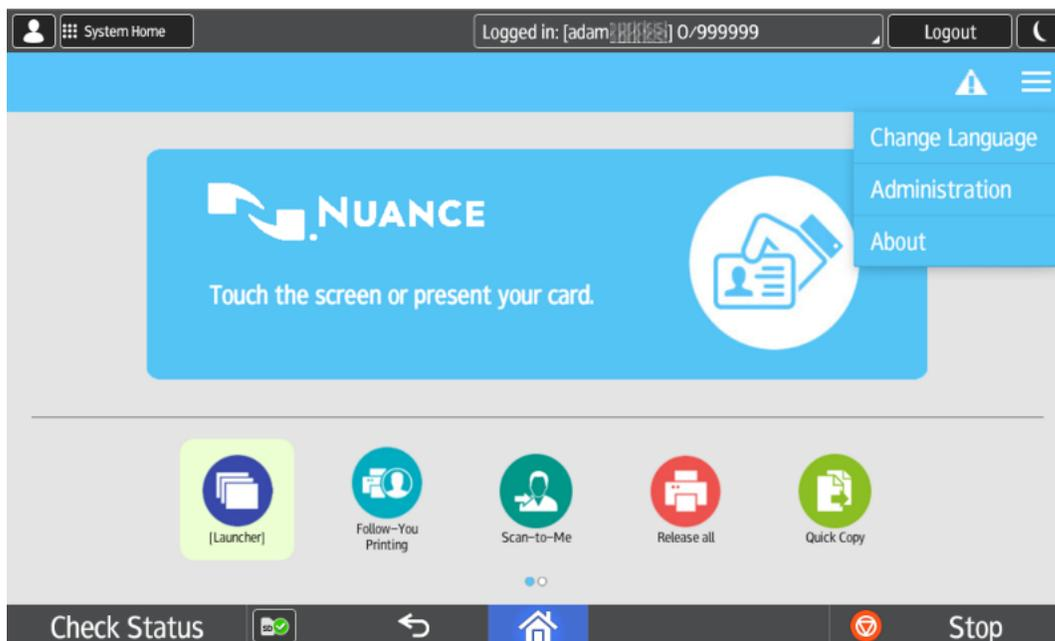 System Home
Logged in: [adam ] 0/999999
Logout
Change Language
Administration
About
NUANCE
Touch the screen or present your card.
[Launcher]
Follow-You
Printing
Scan-to-Me
Release all
Quick Copy
Check Status
SD
Stop